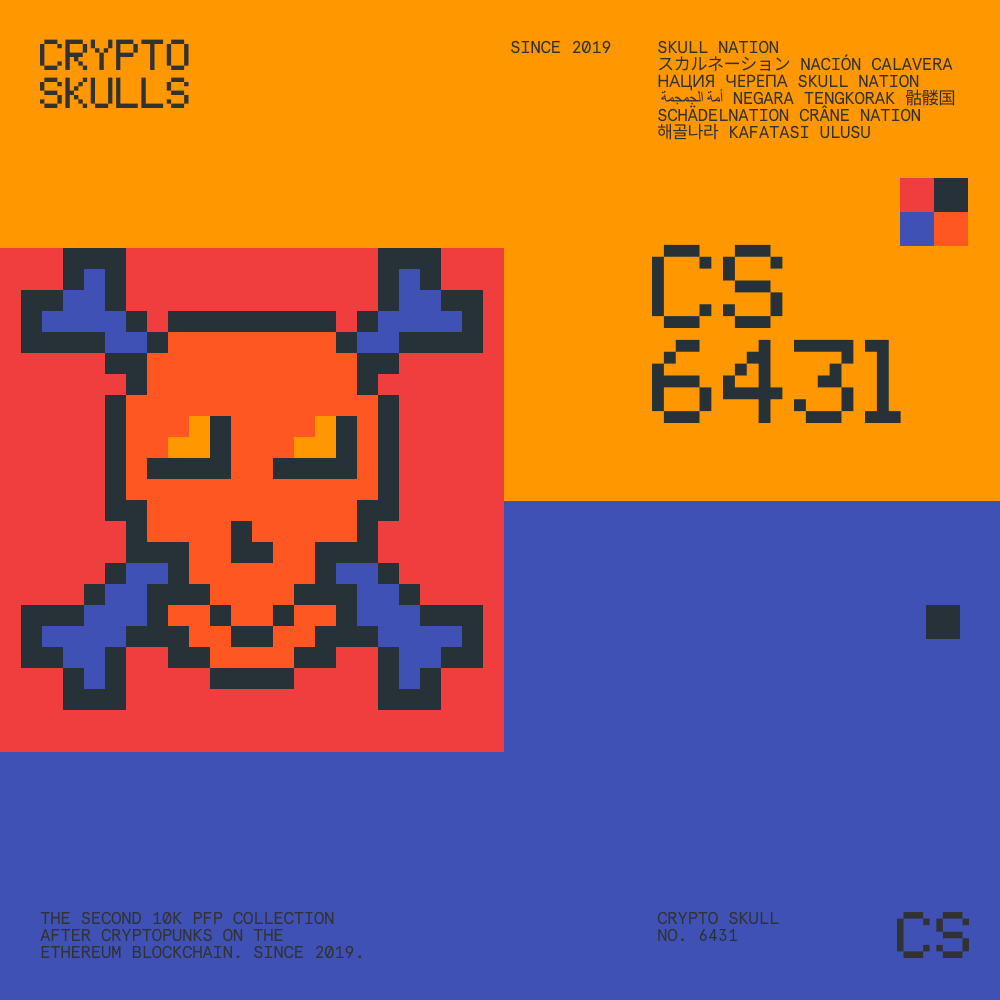 CRYPTO
SKULLS
SINCE 2019
SKULL NATION
スカルネーション NACIÓN CALAVERA
НАЦИЯ ЧЕРЕПА SKULL NATION
أمة الجمجمة NEGARA TENGKORAK 骷髅国
SCHÄDELNATION CRÂNE NATION
해골나라 KAFATASI ULUSU
CS
6431
THE SECOND 10K PFP COLLECTION
AFTER CRYPTOPUNKS ON THE
ETHEREUM BLOCKCHAIN. SINCE 2019.
CRYPTO SKULL
NO. 6431
CS